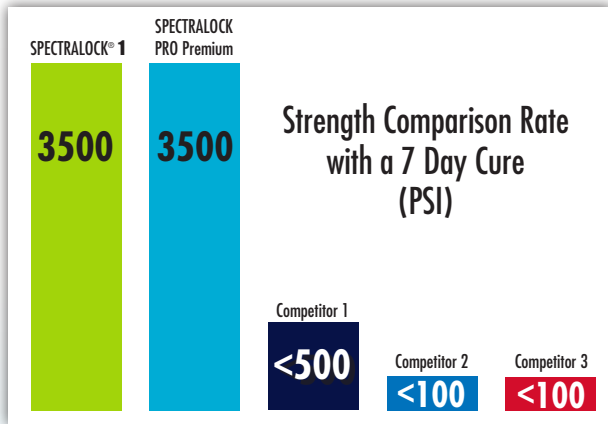 SPECTRALOCK® 1
SPECTRALOCK
PRO Premium
3500
3500
Strength Comparison Rate
with a 7 Day Cure
(PSI)
Competitor 1
<500
Competitor 2
<100
Competitor 3
<100